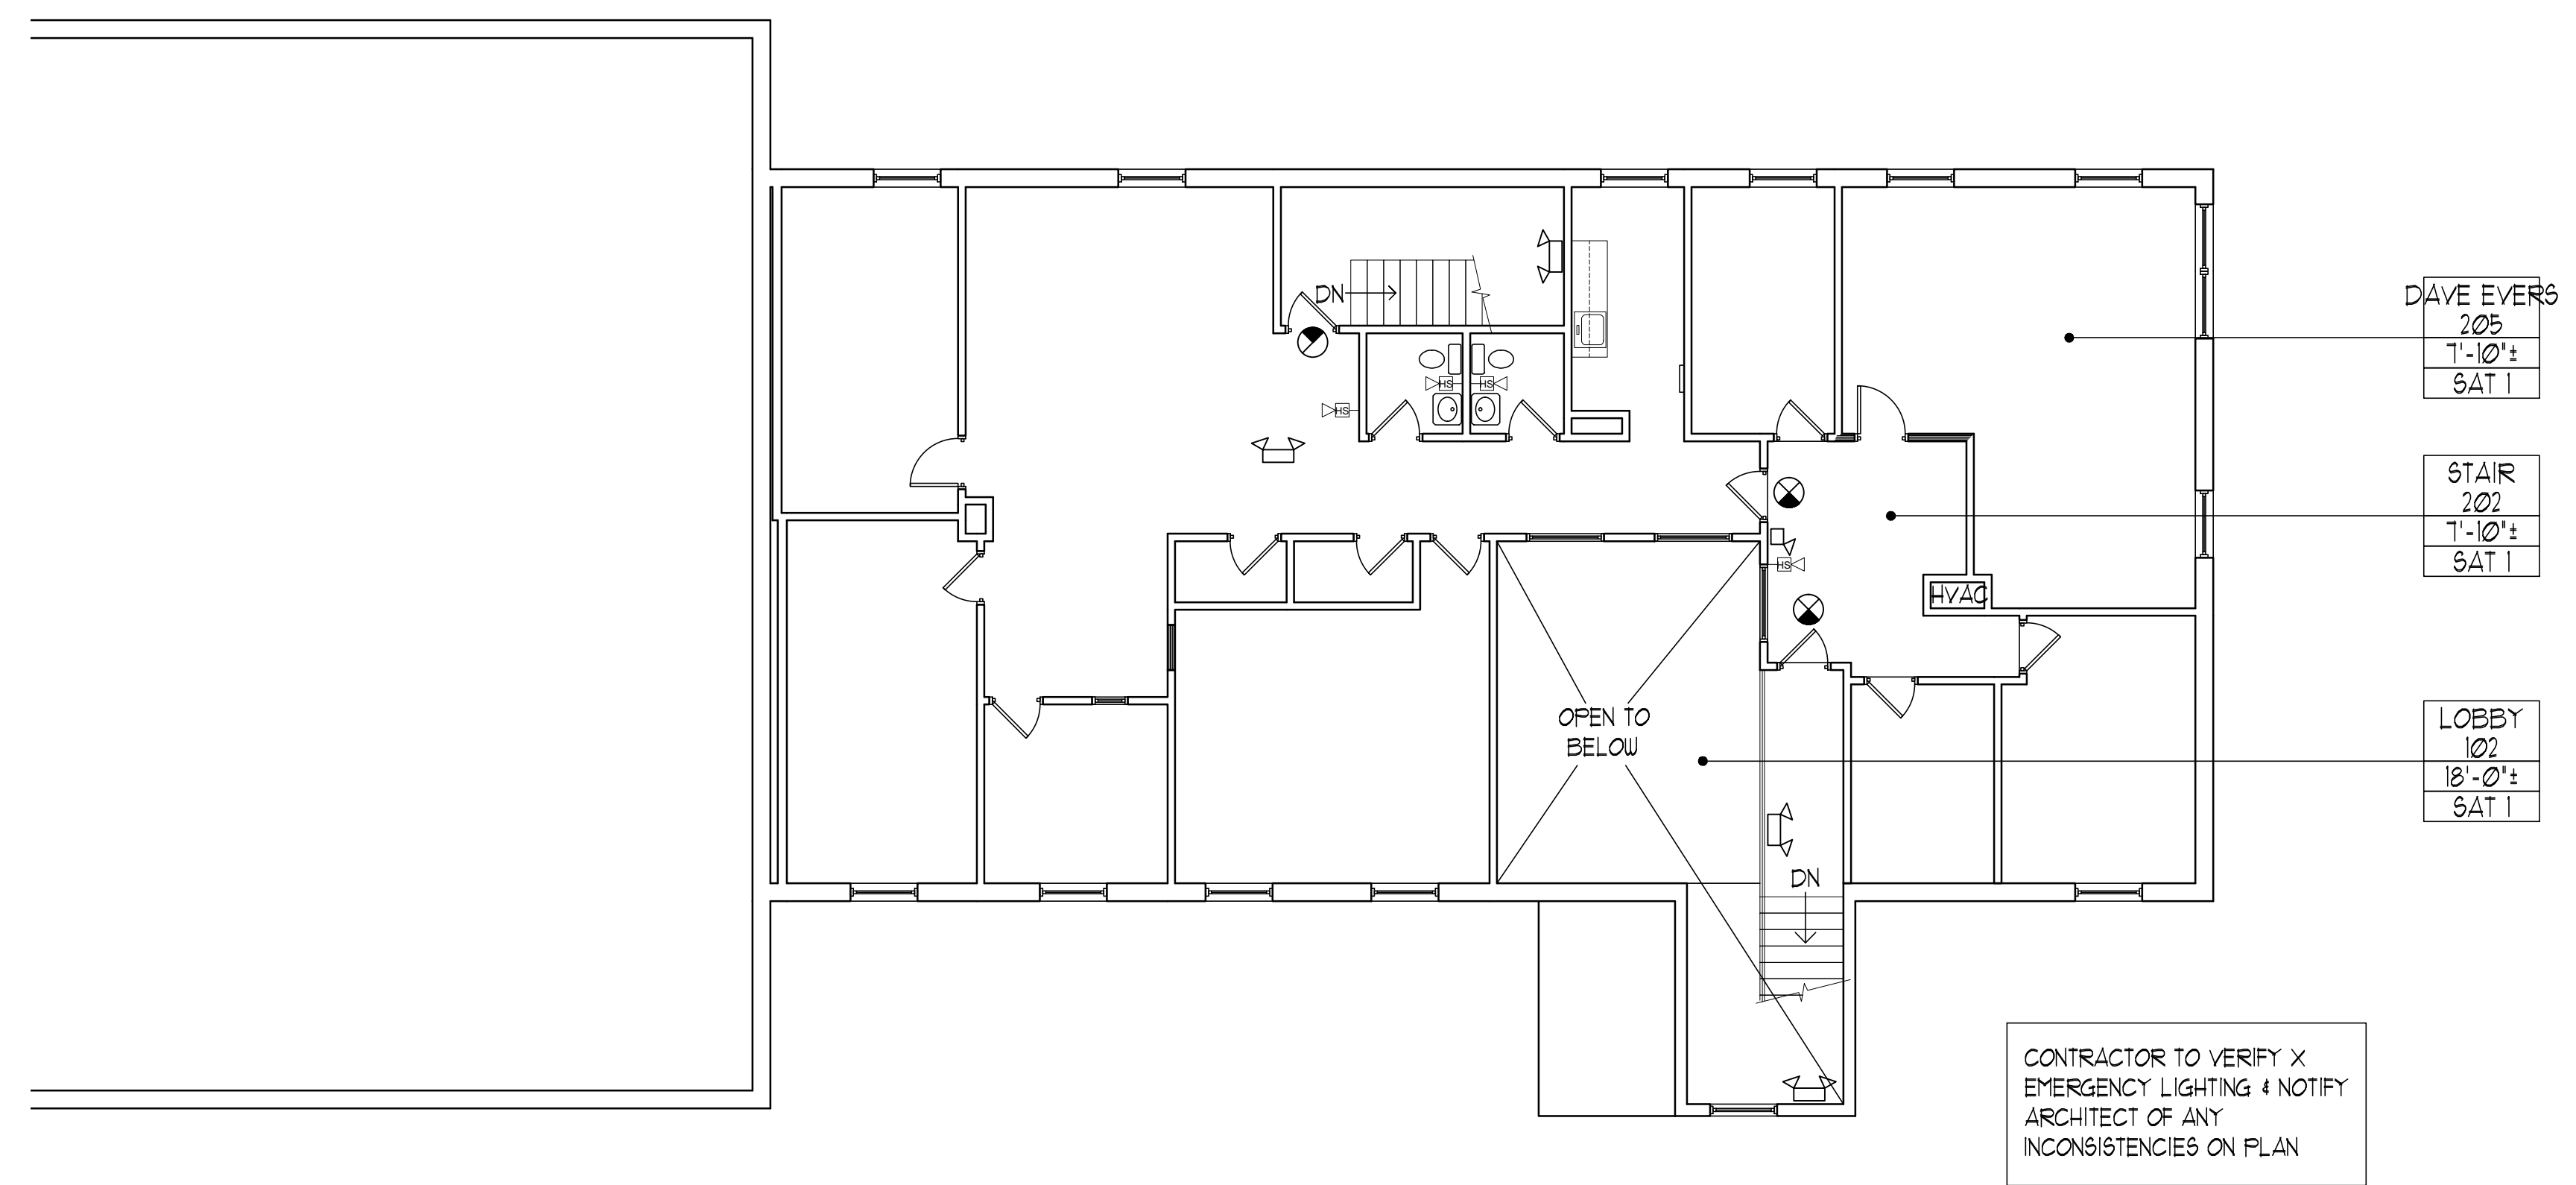 DN
HS
HS
HS
HS
HVAC
OPEN TO
BELOW
DN
DAVE EVERS
205
7'-10"±
SAT 1
STAIR
202
7'-10"±
SAT 1
LOBBY
102
18'-0"±
SAT 1
CONTRACTOR TO VERIFY X
EMERGENCY LIGHTING & NOTIFY
ARCHITECT OF ANY
INCONSISTENCIES ON PLAN